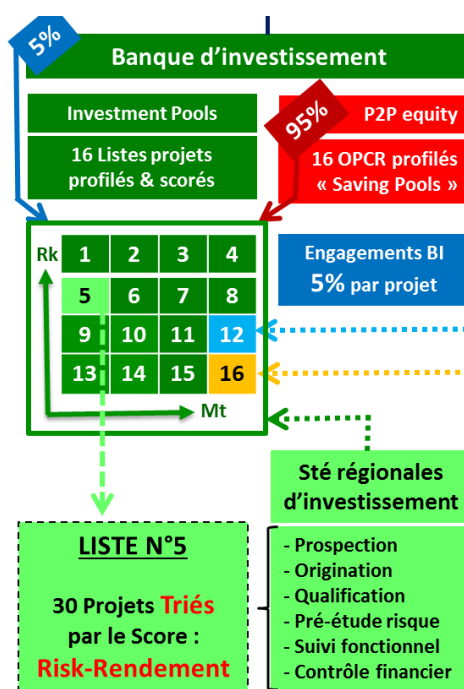 5%
Banque d’investissement
Investment Pools
95%
P2P equity
16 Listes projets
profilés & scorés
16 OPCR profilés
« Saving Pools »
Rk
1 2 3 4
5 6 7 8
9 10 11 12
13 14 15 16
Mt
Engagements BI
5% par projet
Sté régionales
d’investissement
LISTE N°5
30 Projets Triés
par le Score :
Risk-Rendement
- Prospection
- Origination
- Qualification
- Pré-étude risque
- Suivi fonctionnel
- Contrôle financier